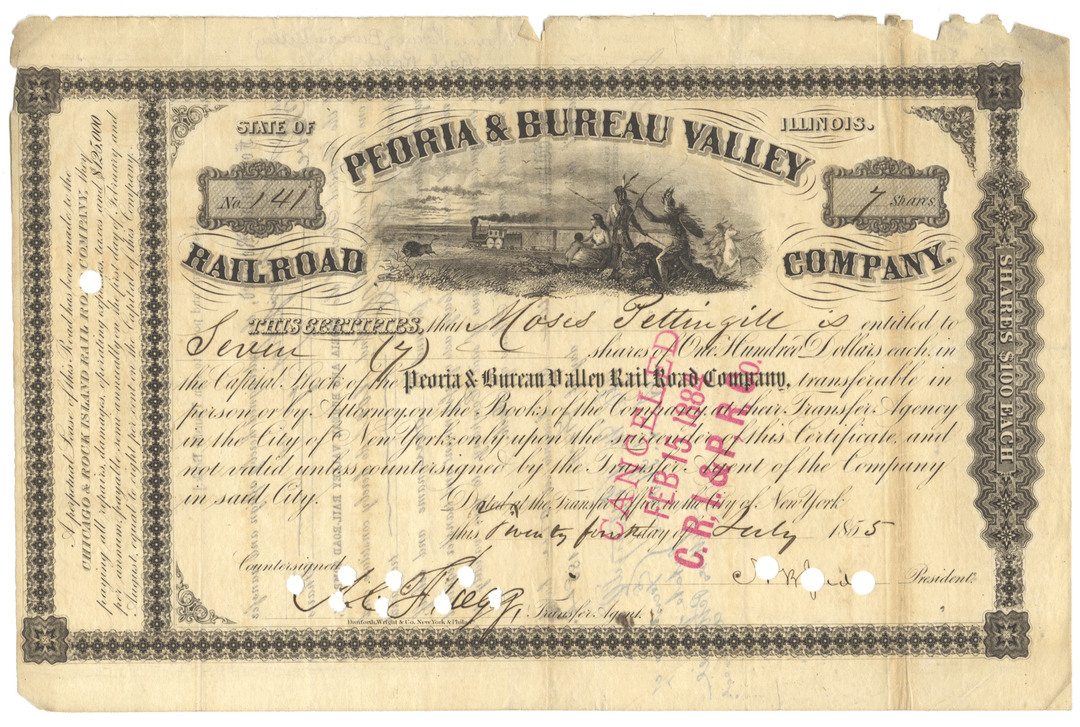 STATE OF
ILLINOIS.
PEORIA & BUREAU VALLEY
No. 141
7 Shares
RAILROAD
COMPANY.
THIS CERTIFIES, that Moses Pettingill is entitled to
Seven (7) shares of One Hundred Dollars each, in
the Capital Stock of the Peoria & Bureau Valley Rail Road Company, transferable in
person or by Attorney, on the Books of the Company, at their Transfer Agency
in the City of New York, only upon the surrender of this Certificate, and
not valid unless countersigned by the Transfer Agent of the Company
in said City.
Dated at the Transfer Office in the City of New York
this Twenty fourth day of July 1855
Countersigned
President.
Transfer Agent.
Danforth, Wright & Co. New York & Phila
A perpetual Lease of this Road has been made to the
CHICAGO & ROCK ISLAND RAIL ROAD COMPANY, they
paying all repairs, damages, operating expenses, taxes and $125,000
per annum, payable semi-annually on the first day of February and
August, equal to eight per cent on the Capital of this Company.
SHARES $100 EACH
CANCELED
FEB 15 1884
C. R. I. & P. R. R. CO.